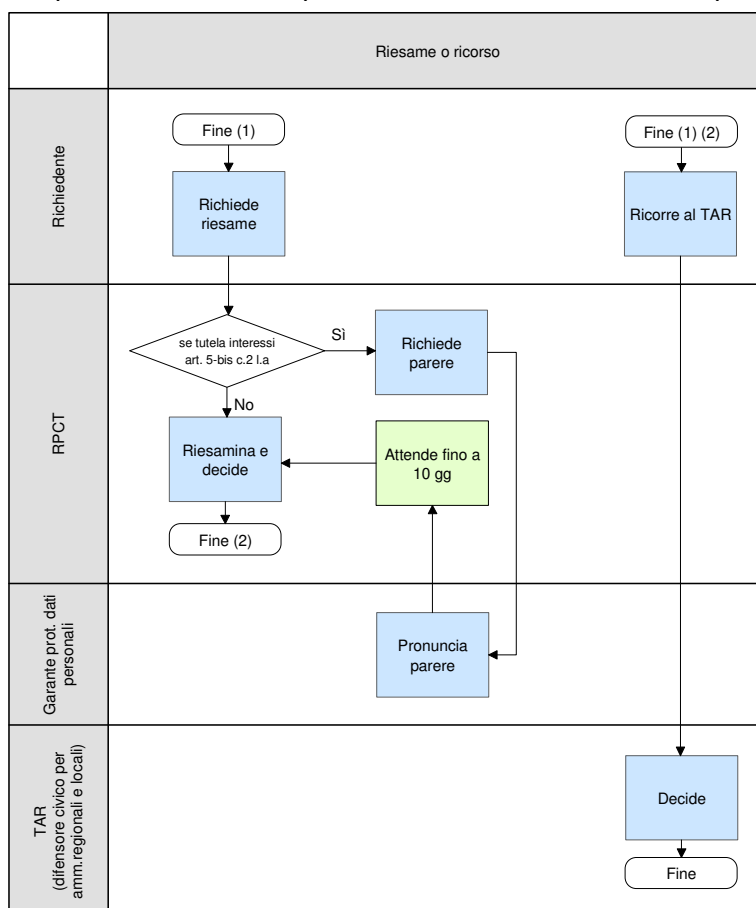 Riesame o ricorso
Richiedente
Fine (1)
Fine (1) (2)
Richiede
riesame
Ricorre al TAR
RPCT
se tutela interessi
art. 5-bis c.2 l.a
Sì
Richiede
parere
No
Riesamina e
decide
Attende fino a
10 gg
Fine (2)
Garante prot. dati
personali
Pronuncia
parere
TAR
(difensore civico per
amm.regionali e locali)
Decide
Fine